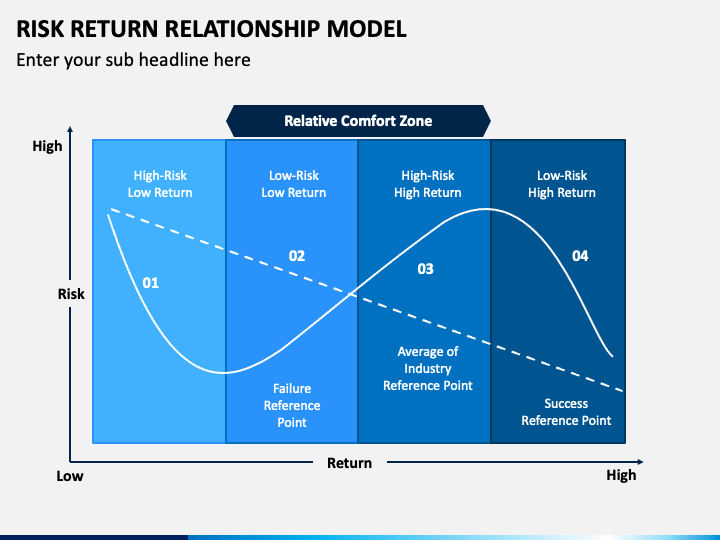 RISK RETURN RELATIONSHIP MODEL
Enter your sub headline here
Relative Comfort Zone
High
High-Risk
Low Return
Low-Risk
Low Return
High-Risk
High Return
Low-Risk
High Return
01
02
03
04
Risk
Failure
Reference
Point
Average of
Industry
Reference Point
Success
Reference Point
Low
Return
High